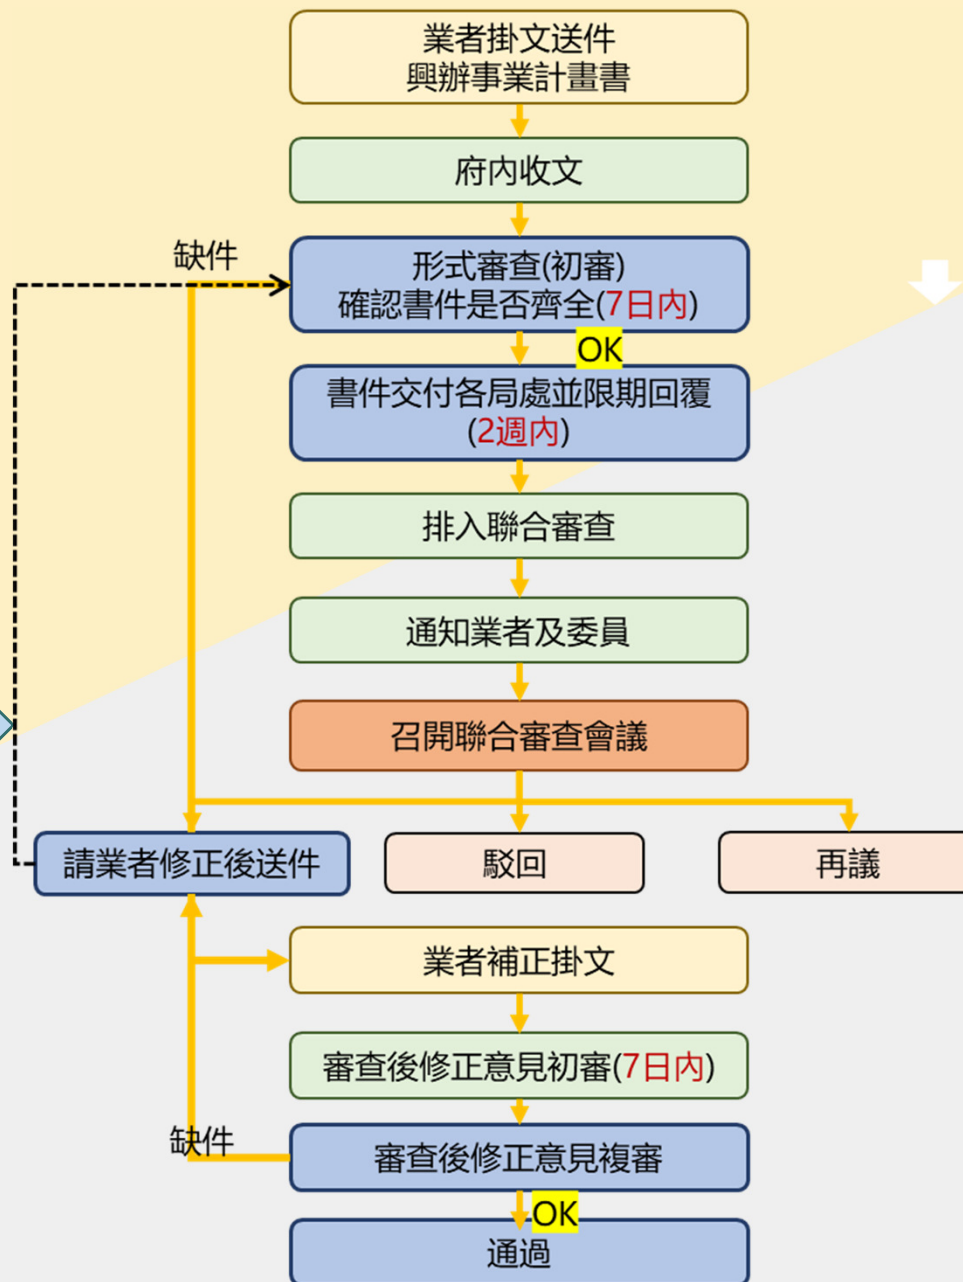 業者掛文送件
興辦事業計畫書
府內收文
缺件
形式審查(初審)
確認書件是否齊全(7日內)
OK
書件交付各局處並限期回覆
(2週內)
排入聯合審查
通知業者及委員
召開聯合審查會議
請業者修正後送件
駁回
再議
業者補正掛文
審查後修正意見初審(7日內)
缺件
審查後修正意見複審
OK
通過